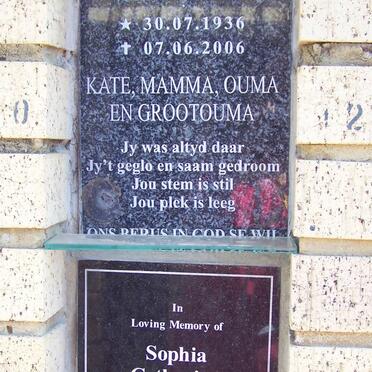 ★ 30.07.1936
✝ 07.06.2006
KATE, MAMMA, OUMA
EN GROOTOUMA
Jy was altyd daar
Jy't geglo en saam gedroom
Jou stem is stil
Jou plek is leeg
ONS BERUS IN GOD SE WIL
0 2
In
Loving Memory of
Sophia